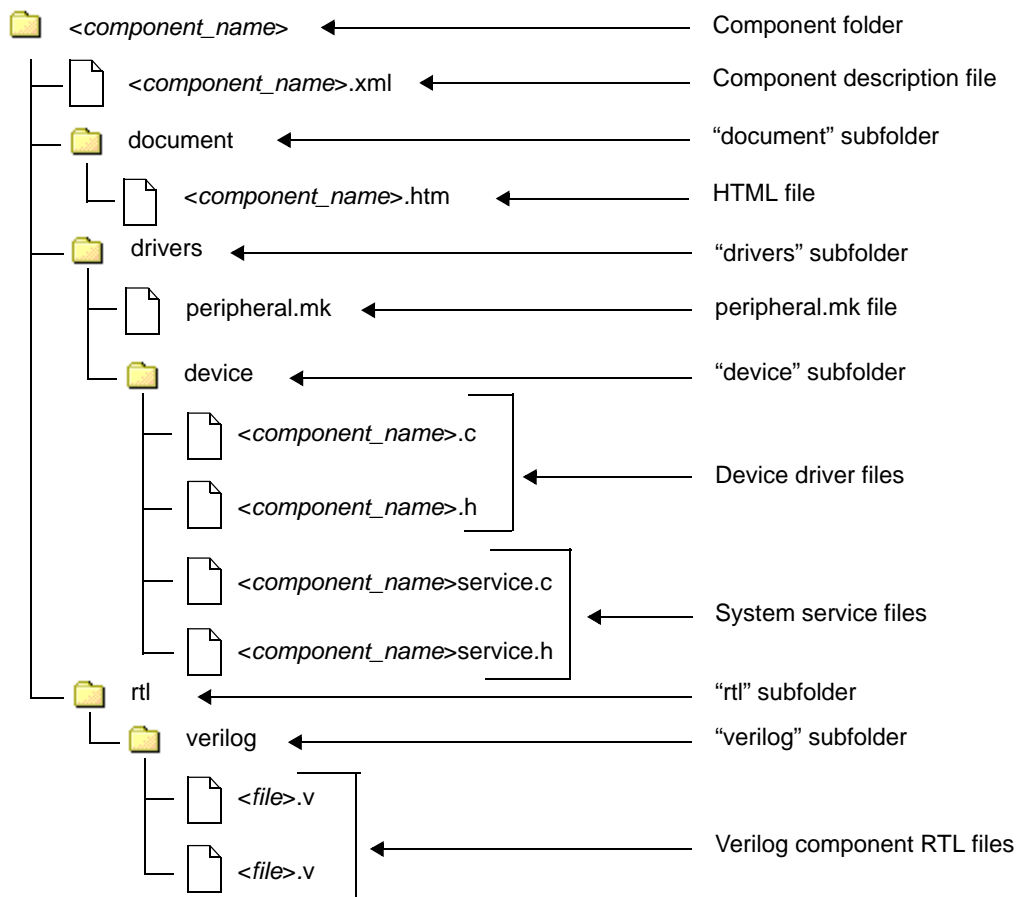 <component_name> Component folder
<component_name>.xml Component description file
document “document” subfolder
<component_name>.htm HTML file
drivers “drivers” subfolder
peripheral.mk peripheral.mk file
device “device” subfolder
<component_name>.c
Device driver files
<component_name>.h
<component_name>service.c
System service files
<component_name>service.h
rtl “rtl” subfolder
verilog “verilog” subfolder
<file>.v
Verilog component RTL files
<file>.v